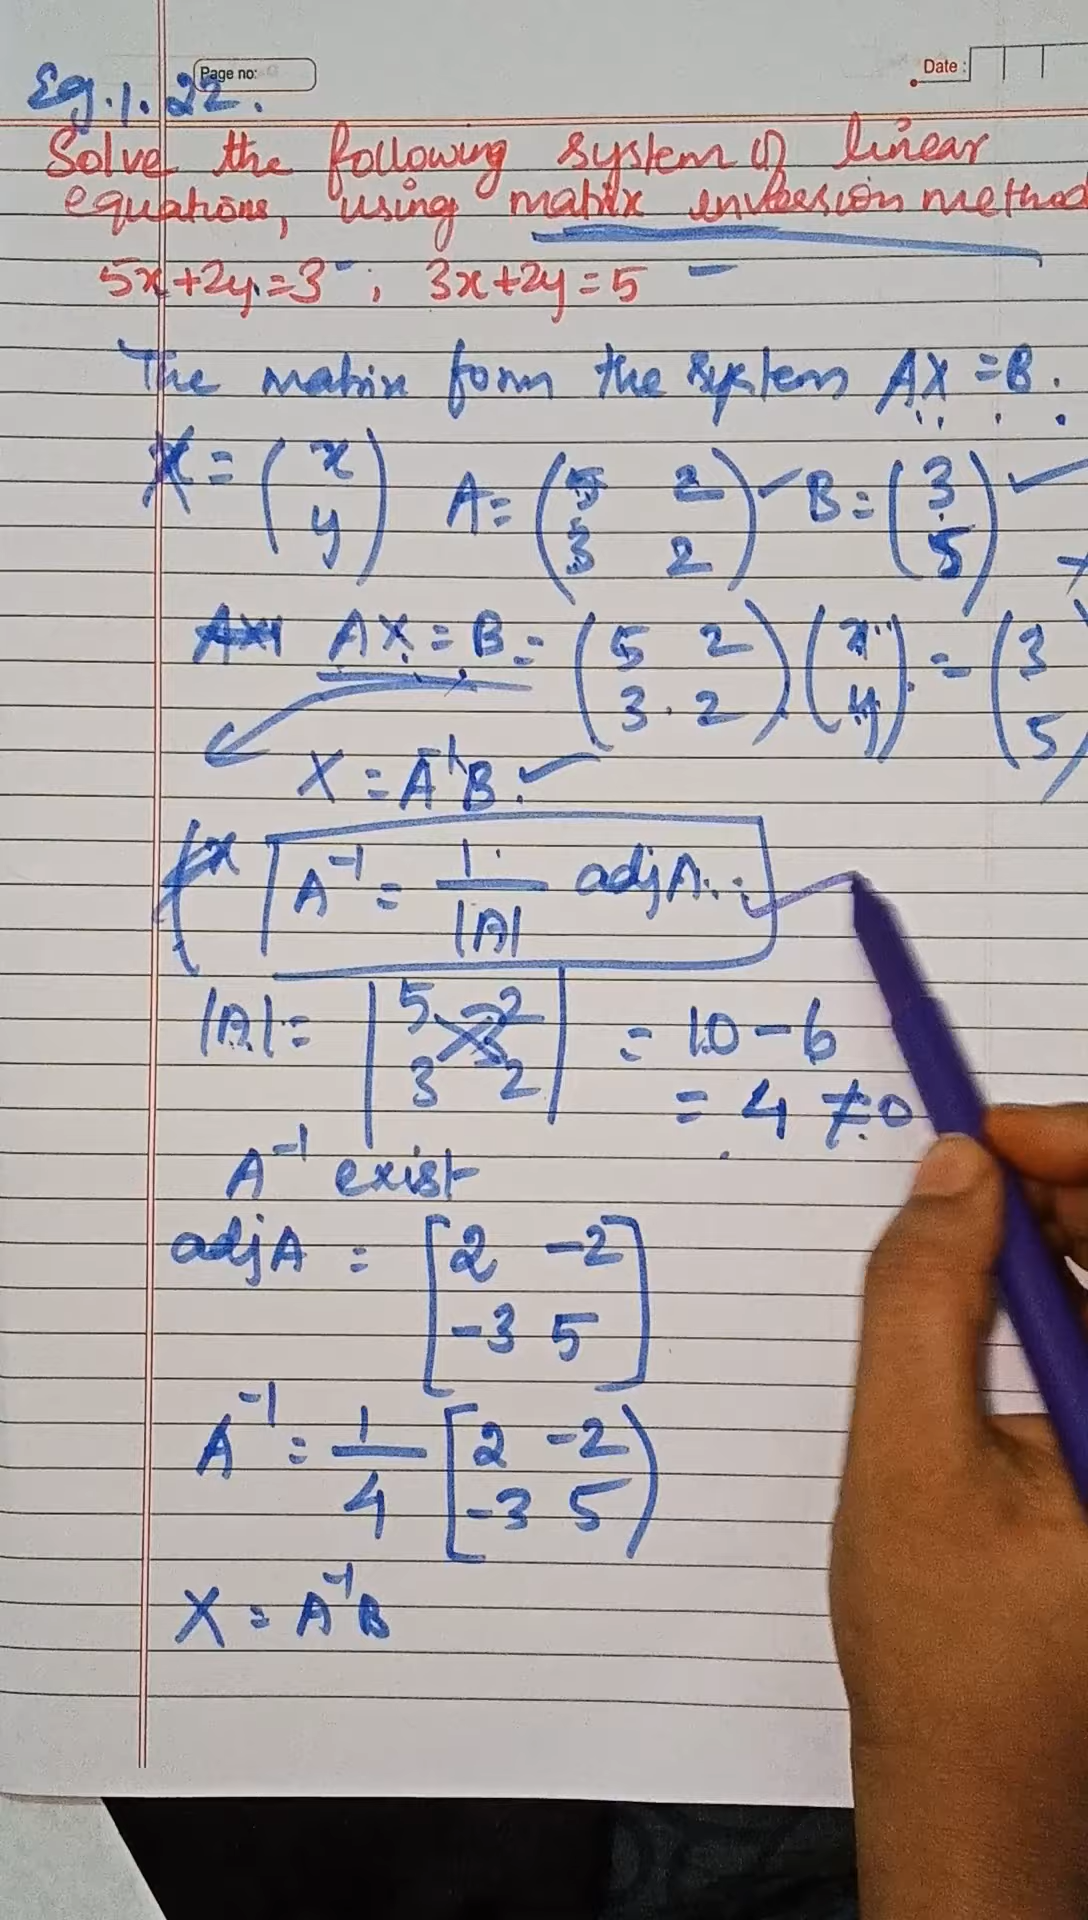 Page no:
Date :
Eg. 1. 22.
Solve the following system of linear
equations, using matrix inversion method
5x+2y=3 ; 3x+2y=5
The matrix form the system AX = B.
X = (x y) A = (5 2 3 2) B = (3 5)
AX = B = (5 2 3 2) (x y) = (3 5)
X = A⁻¹B.
A⁻¹ = 1/|A| adjA
|A| = |5 2 3 2| = 10 - 6
= 4 ≠ 0
A⁻¹ exist
adjA = [2 -2 -3 5]
A⁻¹ = 1/4 [2 -2 -3 5)
X = A⁻¹B